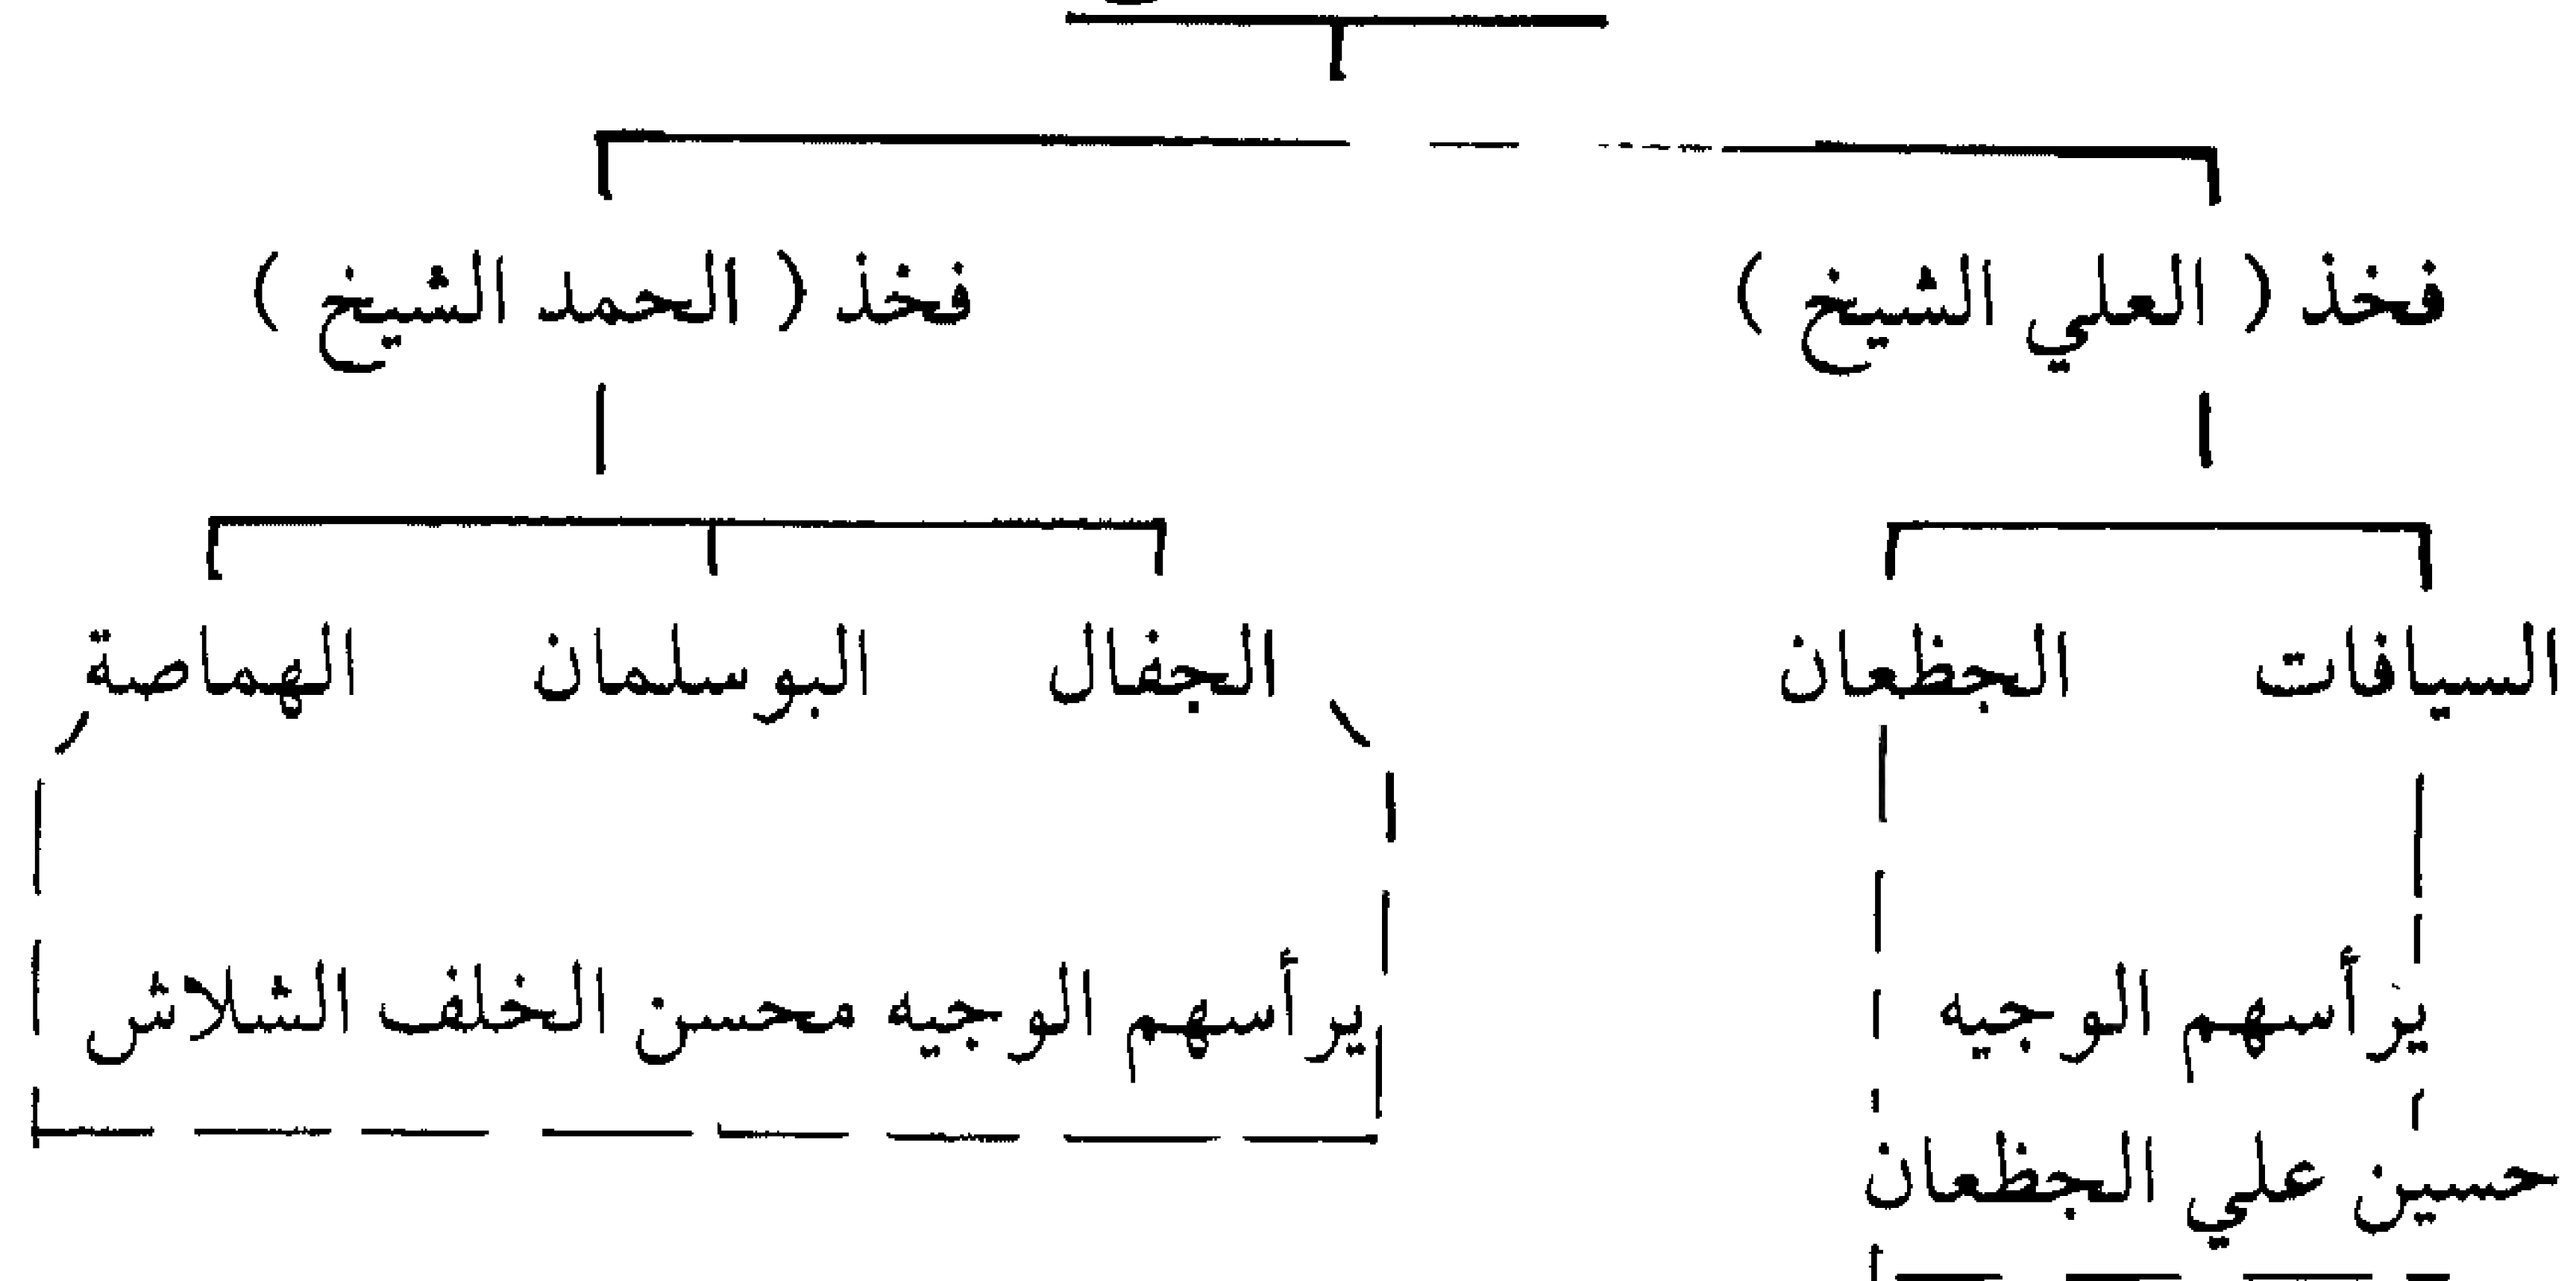 فخذ ( العلي الشيخ ) فخذ ( الحمد الشيخ )
السيافات الجظعان الجفال البوسلمان الهماصة
يرأسهم الوجيه يرأسهم الوجيه محسن الخلف الشلاش
حسين علي الجظعان